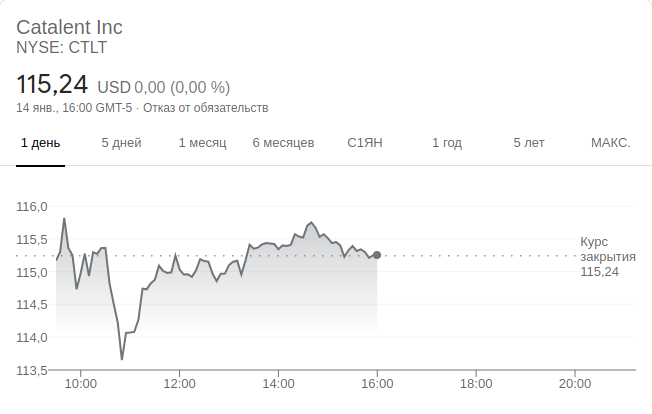 Catalent Inc
NYSE: CTLT
115,24 USD 0,00 (0,00 %)
14 янв., 16:00 GMT-5 · Отказ от обязательств
1 день 5 дней 1 месяц 6 месяцев С1ЯН 1 год 5 лет МАКС.
116,0
115,5
115,0
114,5
114,0
113,5
Курс
закрытия
115,24
10:00 12:00 14:00 16:00 18:00 20:00